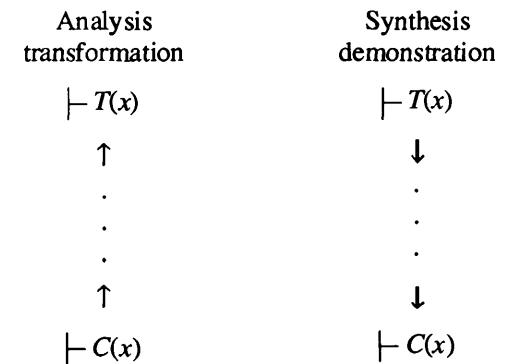 Analysis
transformation
Synthesis
demonstration
⊢ T(x)
⊢ T(x)
↑
↓
.
.
.
.
.
.
↑
↓
⊢ C(x)
⊢ C(x)